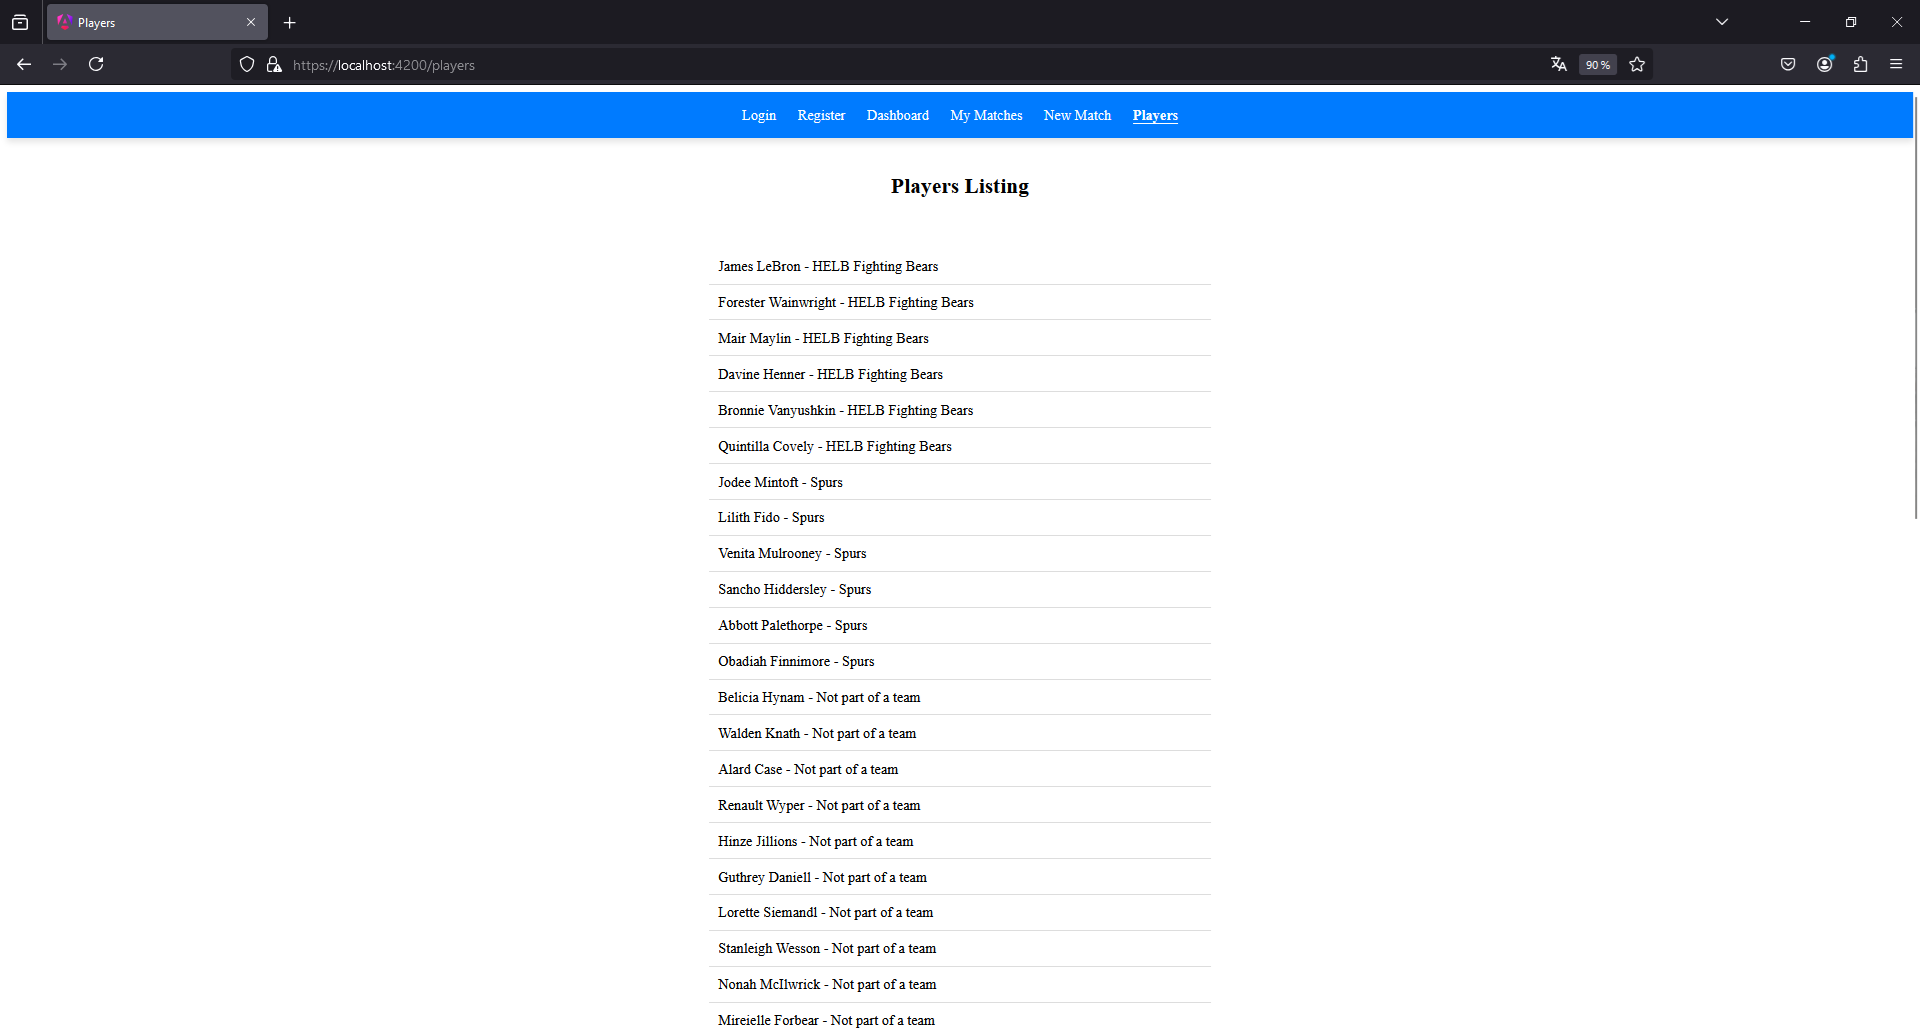 Players
https://localhost:4200/players
90 %
Login Register Dashboard My Matches New Match Players
Players Listing
James LeBron - HELB Fighting Bears
Forester Wainwright - HELB Fighting Bears
Mair Maylin - HELB Fighting Bears
Davine Henner - HELB Fighting Bears
Bronnie Vanyushkin - HELB Fighting Bears
Quintilla Covely - HELB Fighting Bears
Jodee Mintoft - Spurs
Lilith Fido - Spurs
Venita Mulrooney - Spurs
Sancho Hiddersley - Spurs
Abbott Palethorpe - Spurs
Obadiah Finnimore - Spurs
Belicia Hynam - Not part of a team
Walden Knath - Not part of a team
Alard Case - Not part of a team
Renault Wyper - Not part of a team
Hinze Jillions - Not part of a team
Guthrey Daniell - Not part of a team
Lorette Siemandl - Not part of a team
Stanleigh Wesson - Not part of a team
Nonah McIlwrick - Not part of a team
Mireielle Forbear - Not part of a team